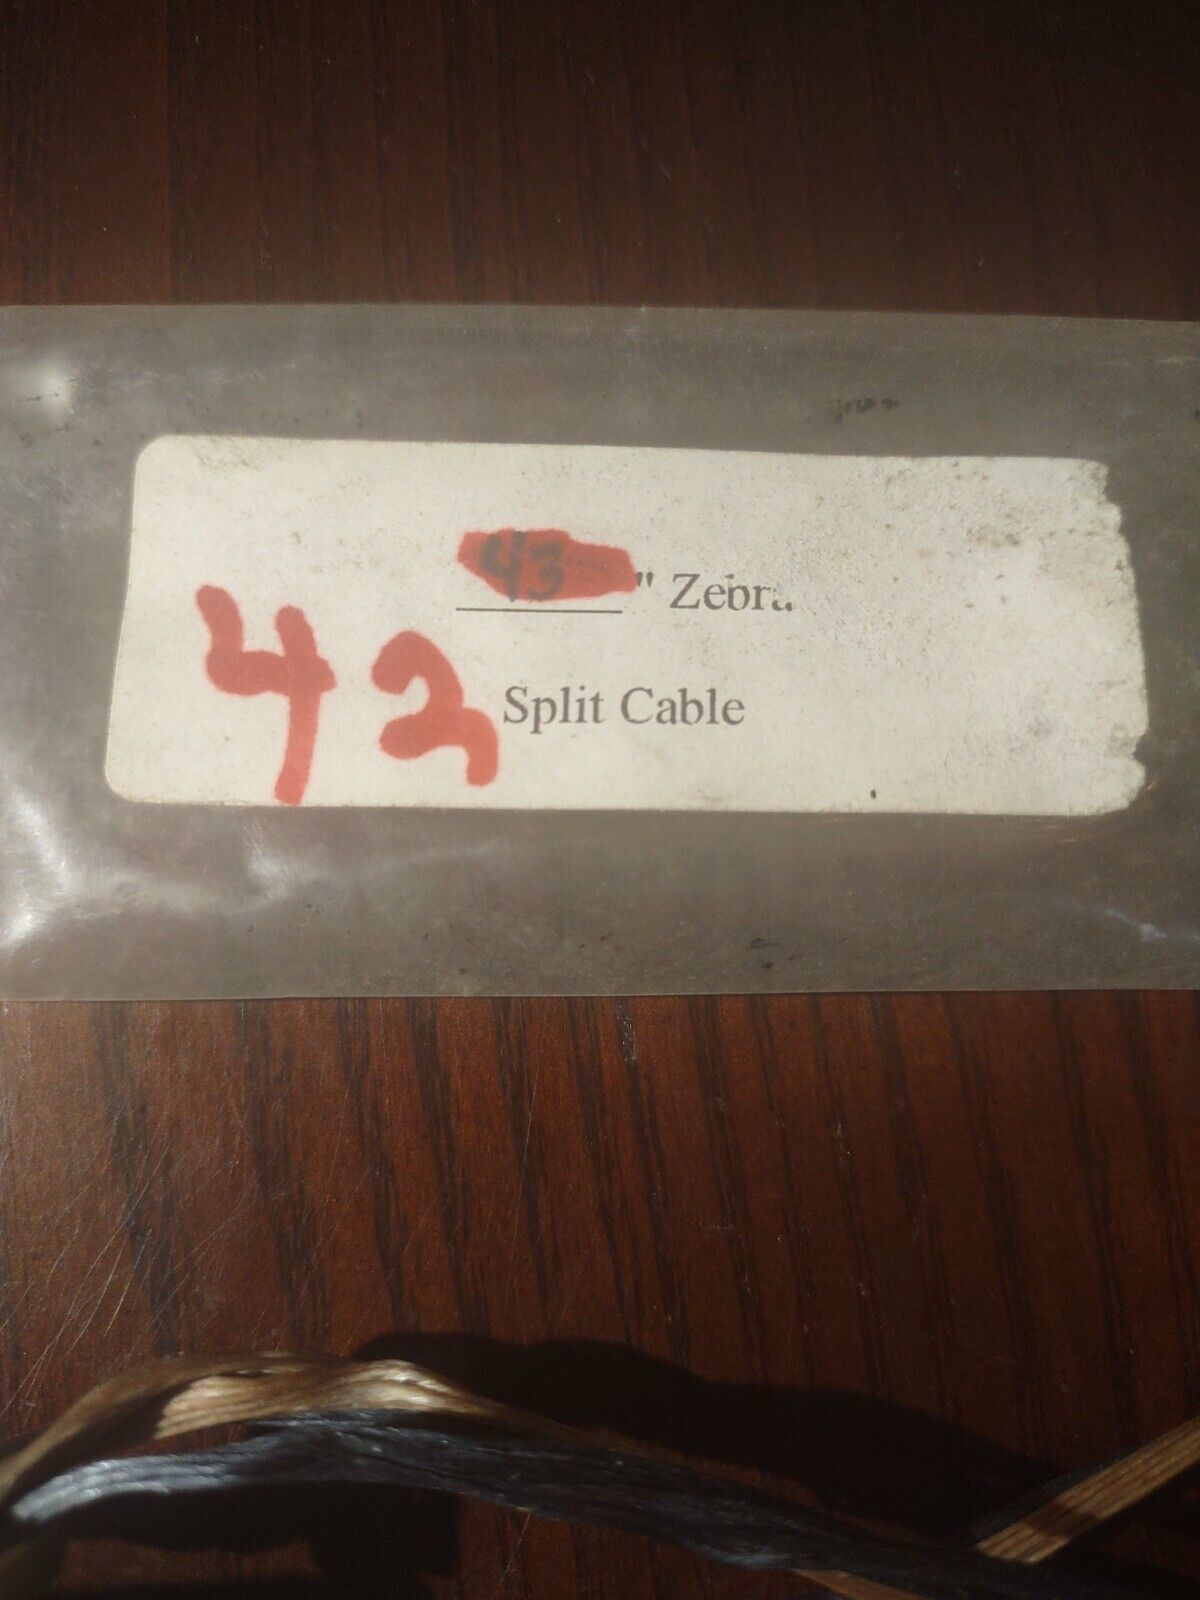 43" Zebra
42 Split Cable